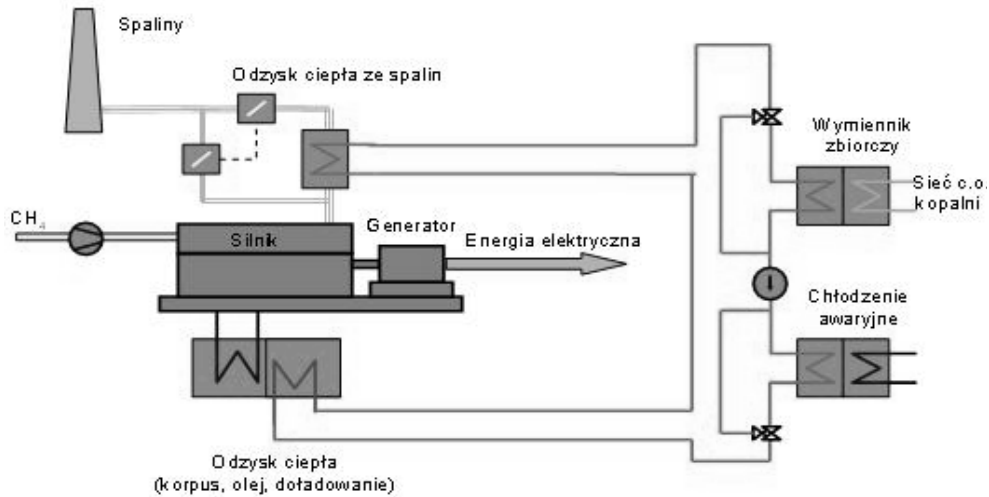 Spaliny
Odzysk ciepła ze spalin
Wymiennik
zbiorczy
Sieć c.o.
kopalni
CH4
Silnik
Generator
Energia elektryczna
Chłodzenie
awaryjne
Odzysk ciepła
(korpus, olej, doładowanie)